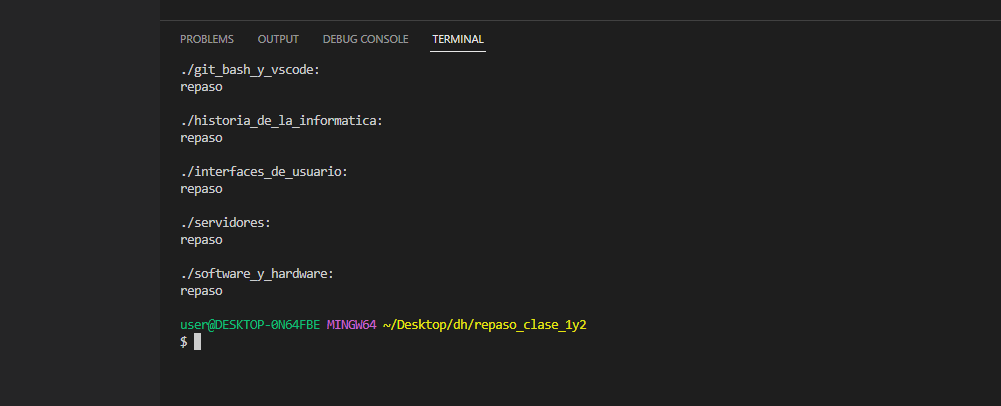 PROBLEMS OUTPUT DEBUG CONSOLE TERMINAL
./git_bash_y_vscode:
repaso
./historia_de_la_informatica:
repaso
./interfaces_de_usuario:
repaso
./servidores:
repaso
./software_y_hardware:
repaso
user@DESKTOP-0N64FBE MINGW64 ~/Desktop/dh/repaso_clase_1y2
$